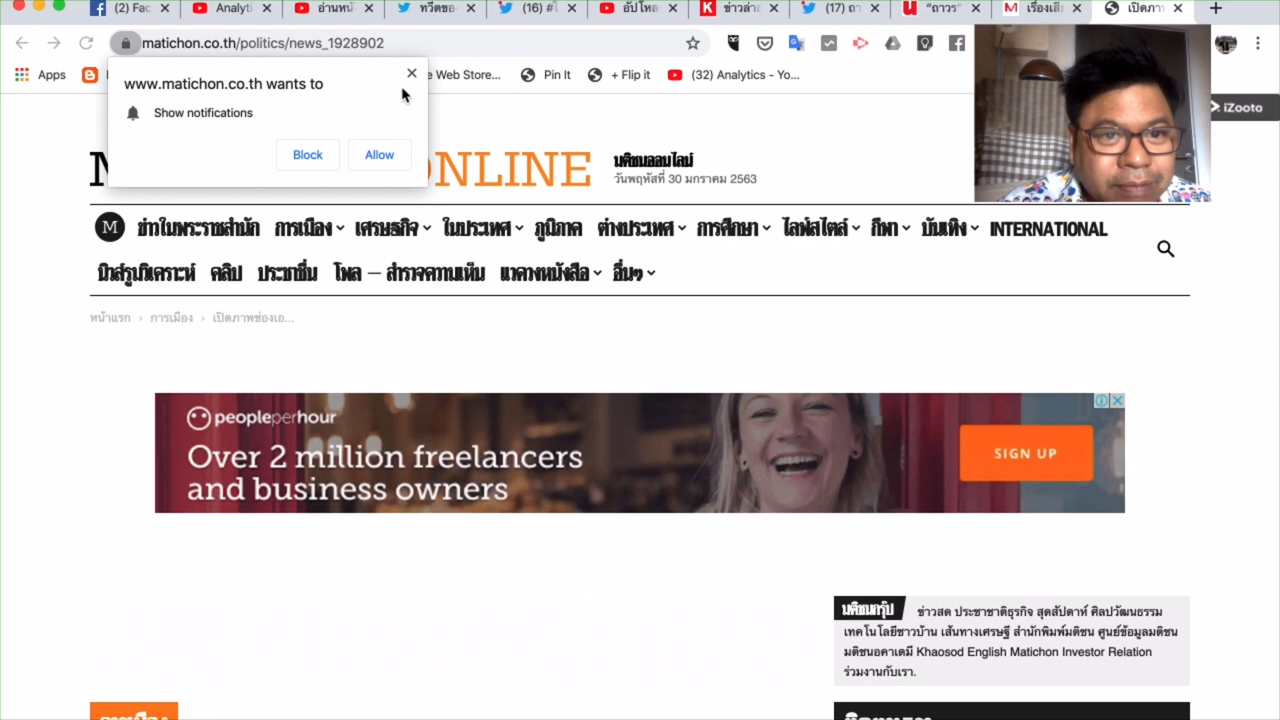 (2) Fac
Analyti
อ่านหนั
ทวีตของ
(16) #โ
อัปโหล
ข่าวล่าส
(17) ถา
"ถาวร"
เรื่องเสีย
เปิดภา
matichon.co.th/politics/news_1928902
Apps
e Web Store...
Pin It
+ Flip it
(32) Analytics - Yo...
www.matichon.co.th wants to
Show notifications
Block
Allow
iZooto
NLINE
มติชนออนไลน์
วันพฤหัสที่ 30 มกราคม 2563
M ข่าวในพระราชสำนัก การเมือง เศรษฐกิจ ในประเทศ ภูมิภาค ต่างประเทศ การศึกษา ไลฟ์สไตล์ กีฬา บันเทิง INTERNATIONAL
นิวส์รูมวิเคราะห์ คลิป ประชาชื่น โพล – สำรวจความเห็น แวดวงหนังสือ อื่นๆ
หน้าแรก › การเมือง › เปิดภาพช่องเอ...
peopleperhour
Over 2 million freelancers
and business owners
SIGN UP
มติชนกรุ๊ป ข่าวสด ประชาชาติธุรกิจ สุดสัปดาห์ ศิลปวัฒนธรรม
เทคโนโลยีชาวบ้าน เส้นทางเศรษฐี สำนักพิมพ์มติชน ศูนย์ข้อมูลมติชน
มติชนอคาเดมี Khaosod English Matichon Investor Relation
ร่วมงานกับเรา.
การเมือง